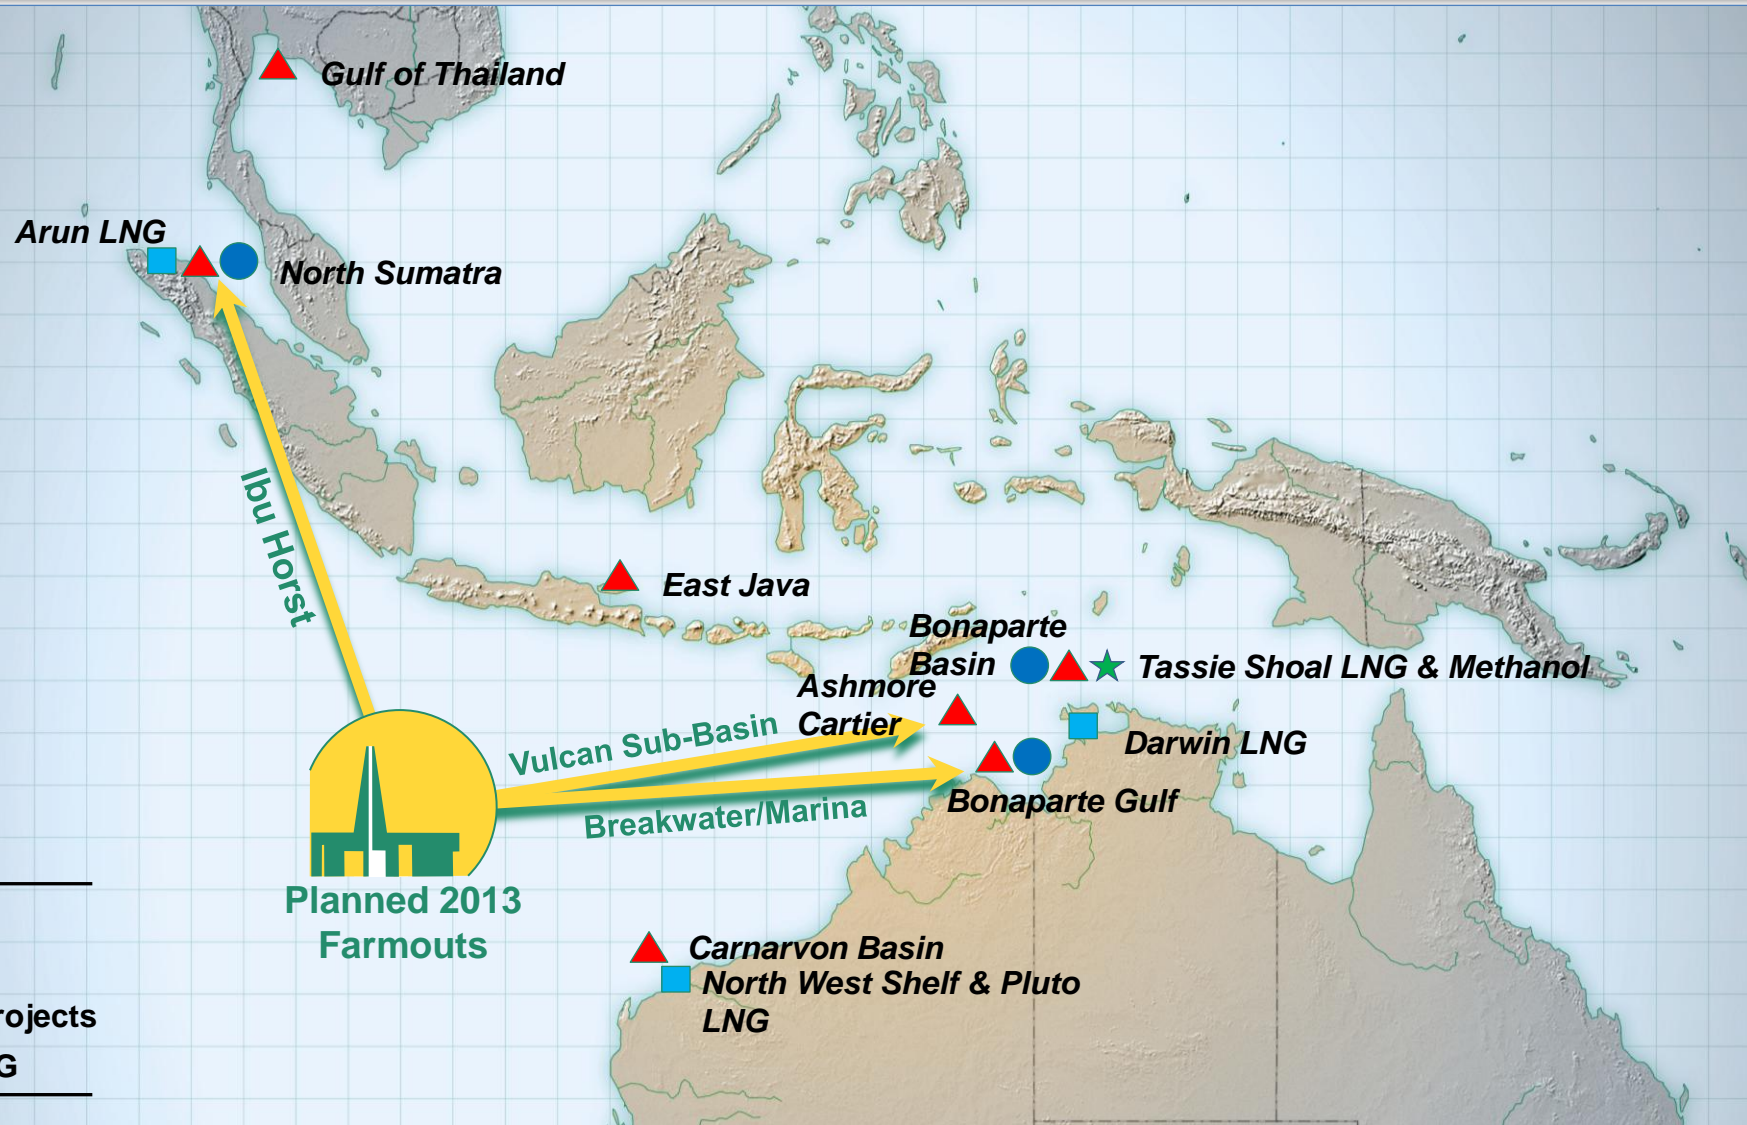 Gulf of Thailand
Arun LNG
North Sumatra
Ibu Horst
East Java
Bonaparte
Basin
Tassie Shoal LNG & Methanol
Ashmore
Cartier
Vulcan Sub-Basin
Darwin LNG
Breakwater/Marina
Bonaparte Gulf
Planned 2013
Farmouts
Carnarvon Basin
North West Shelf & Pluto
LNG
rojects
G